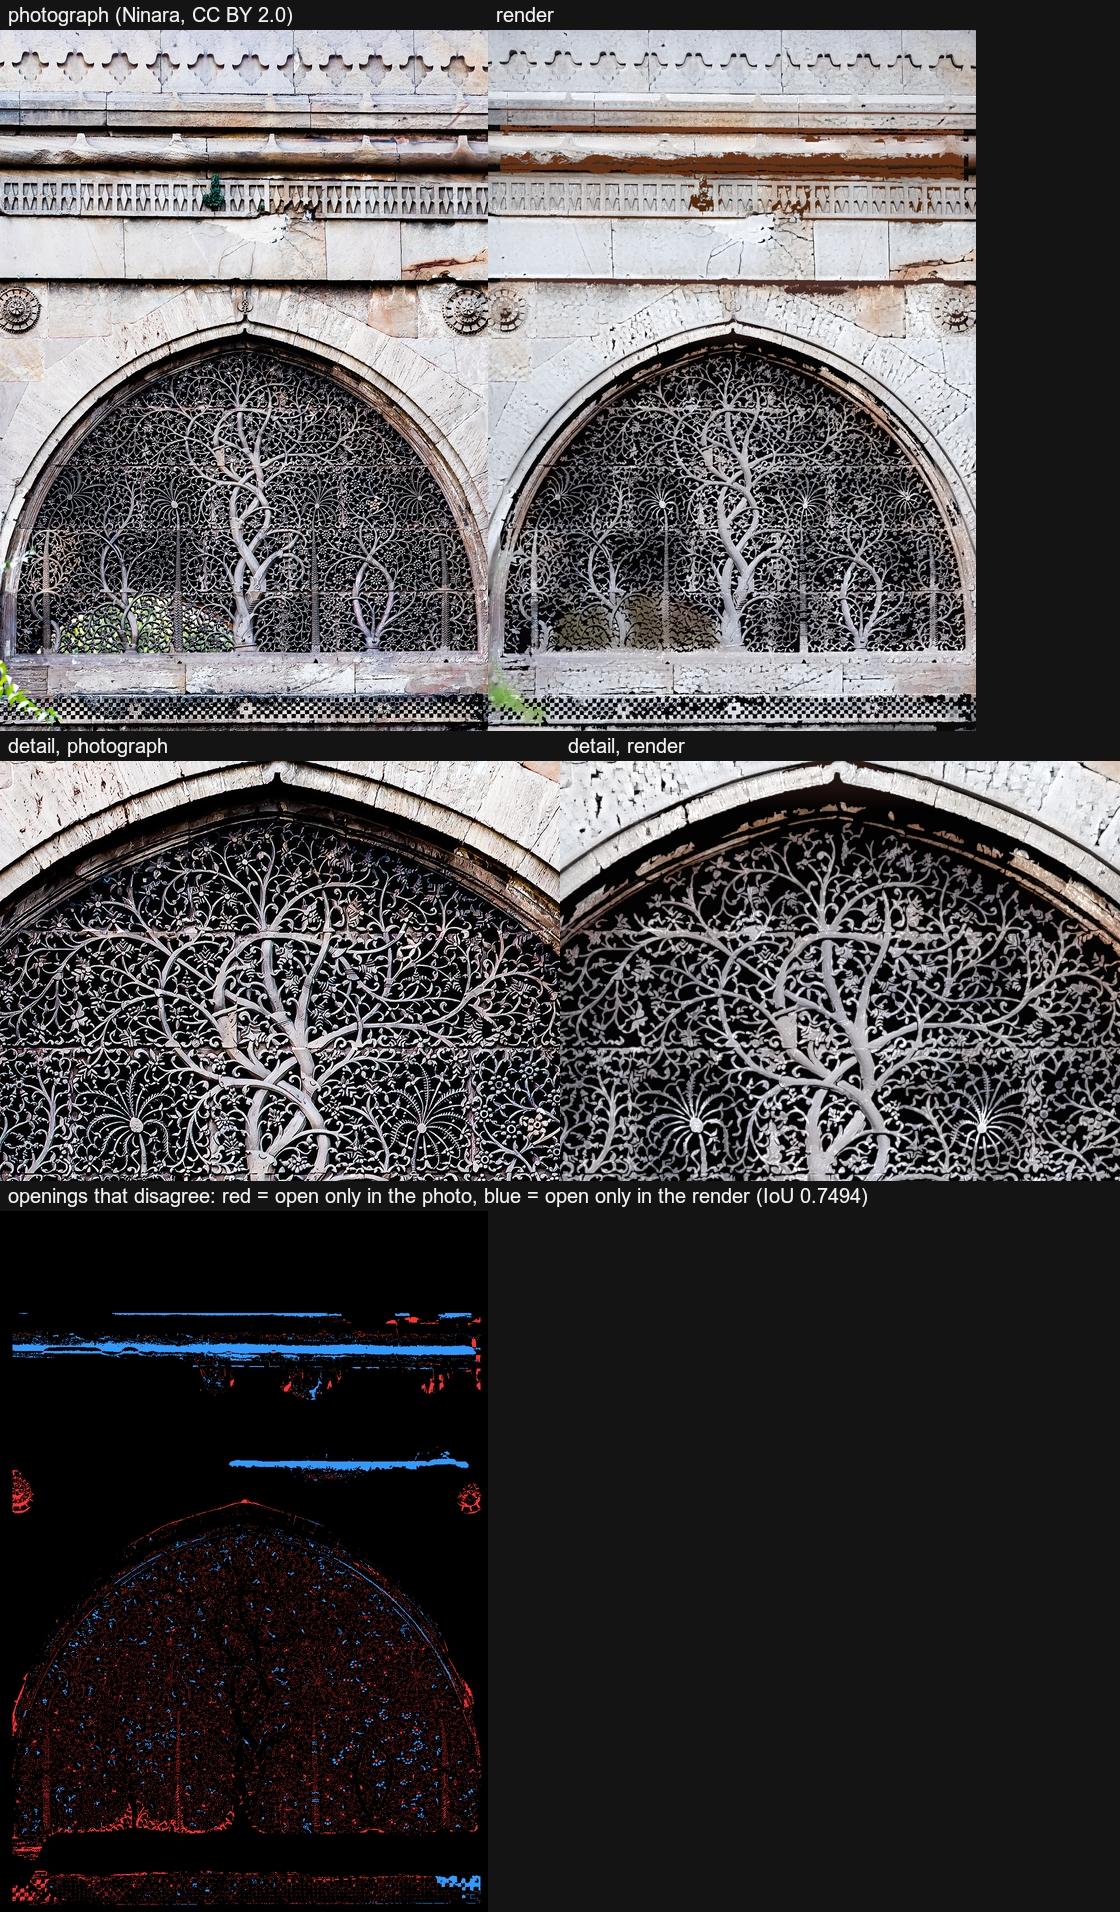 photograph (Ninara, CC BY 2.0)
render
detail, photograph
detail, render
openings that disagree: red = open only in the photo, blue = open only in the render (IoU 0.7494)